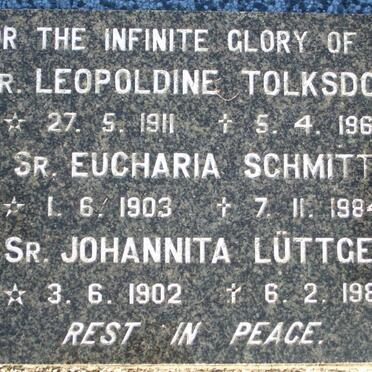 OR THE INFINITE GLORY OF
R. LEOPOLDINE TOLKSDO
☆ 27. 5. 1911 † 5. 4. 196
SR. EUCHARIA SCHMITT
☆ 1. 6. 1903 † 7. 11. 1984
SR. JOHANNITA LÜTTGE
☆ 3. 6. 1902 † 6. 2. 198
REST IN PEACE.